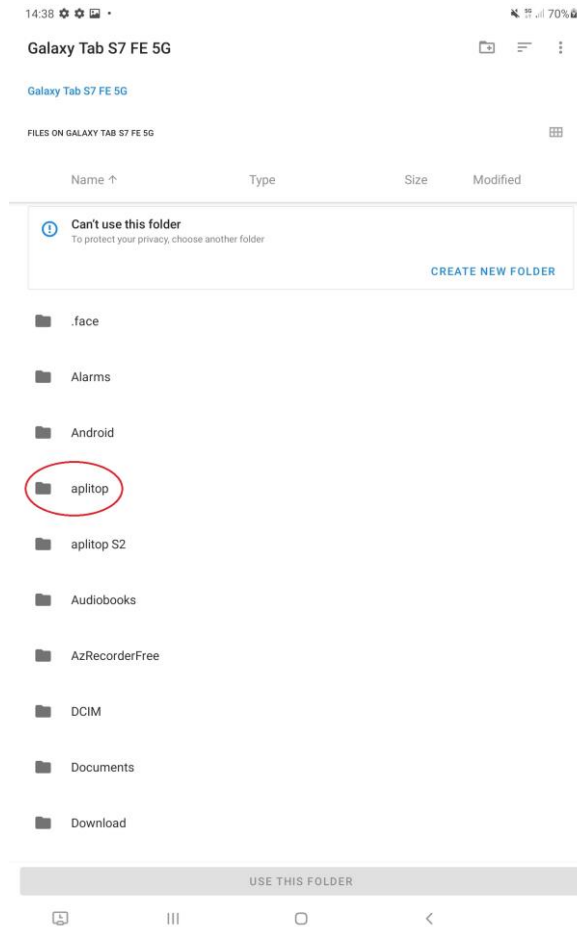 14:38
70%
Galaxy Tab S7 FE 5G
Galaxy Tab S7 FE 5G
FILES ON GALAXY TAB S7 FE 5G
Name ↑ Type Size Modified
Can't use this folder
To protect your privacy, choose another folder
CREATE NEW FOLDER
.face
Alarms
Android
aplitop
aplitop S2
Audiobooks
AzRecorderFree
DCIM
Documents
Download
USE THIS FOLDER